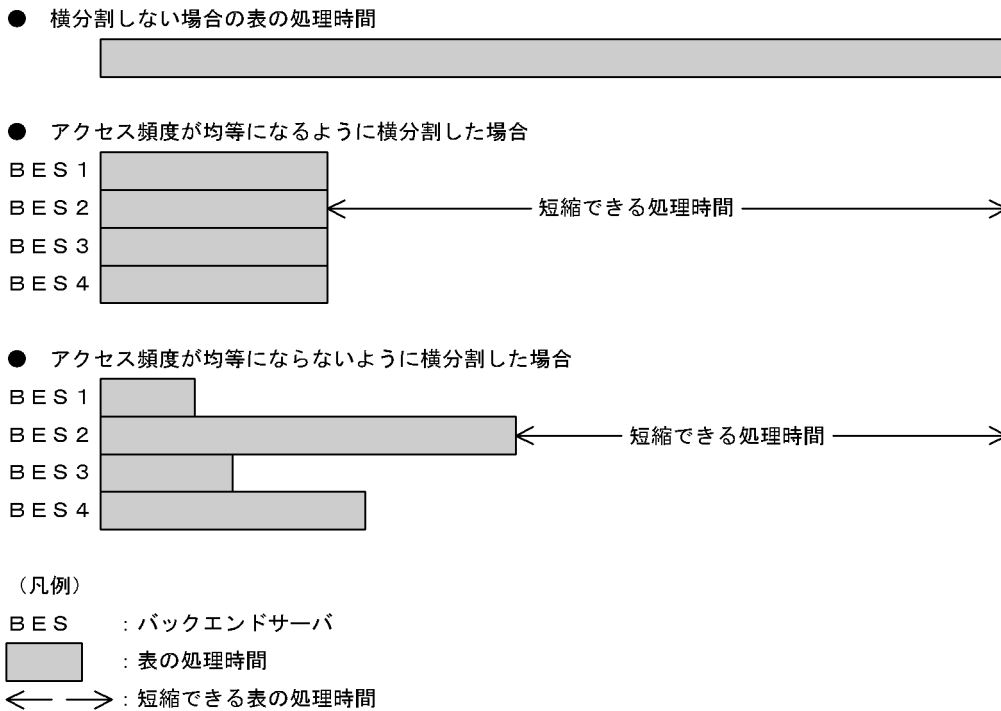 ● 横分割しない場合の表の処理時間
● アクセス頻度が均等になるように横分割した場合
BES1
BES2
短縮できる処理時間
BES3
BES4
● アクセス頻度が均等にならないように横分割した場合
BES1
BES2
短縮できる処理時間
BES3
BES4
（凡例）
BES ：バックエンドサーバ
：表の処理時間
：短縮できる表の処理時間